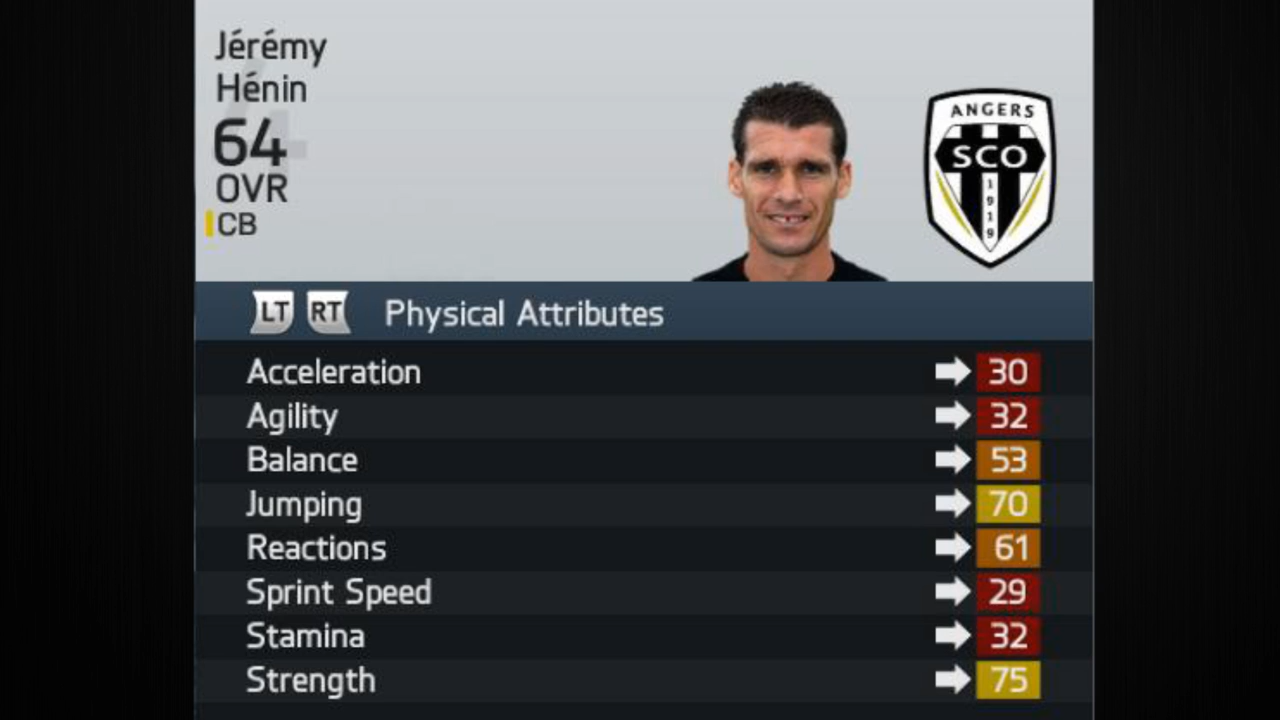 Jérémy
Hénin
64
OVR
CB
ANGERS
SCO
1919
LT RT Physical Attributes
Acceleration 30
Agility 32
Balance 53
Jumping 70
Reactions 61
Sprint Speed 29
Stamina 32
Strength 75